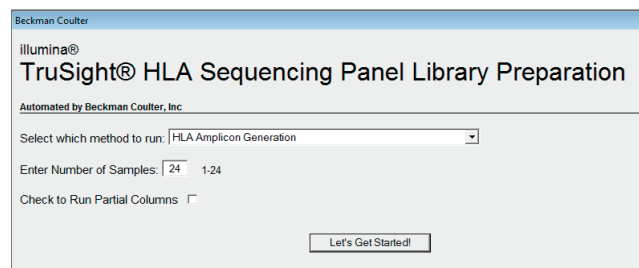 Beckman Coulter
illumina®
TruSight® HLA Sequencing Panel Library Preparation
Automated by Beckman Coulter, Inc
Select which method to run: HLA Amplicon Generation
Enter Number of Samples: 24 1-24
Check to Run Partial Columns
Let's Get Started!